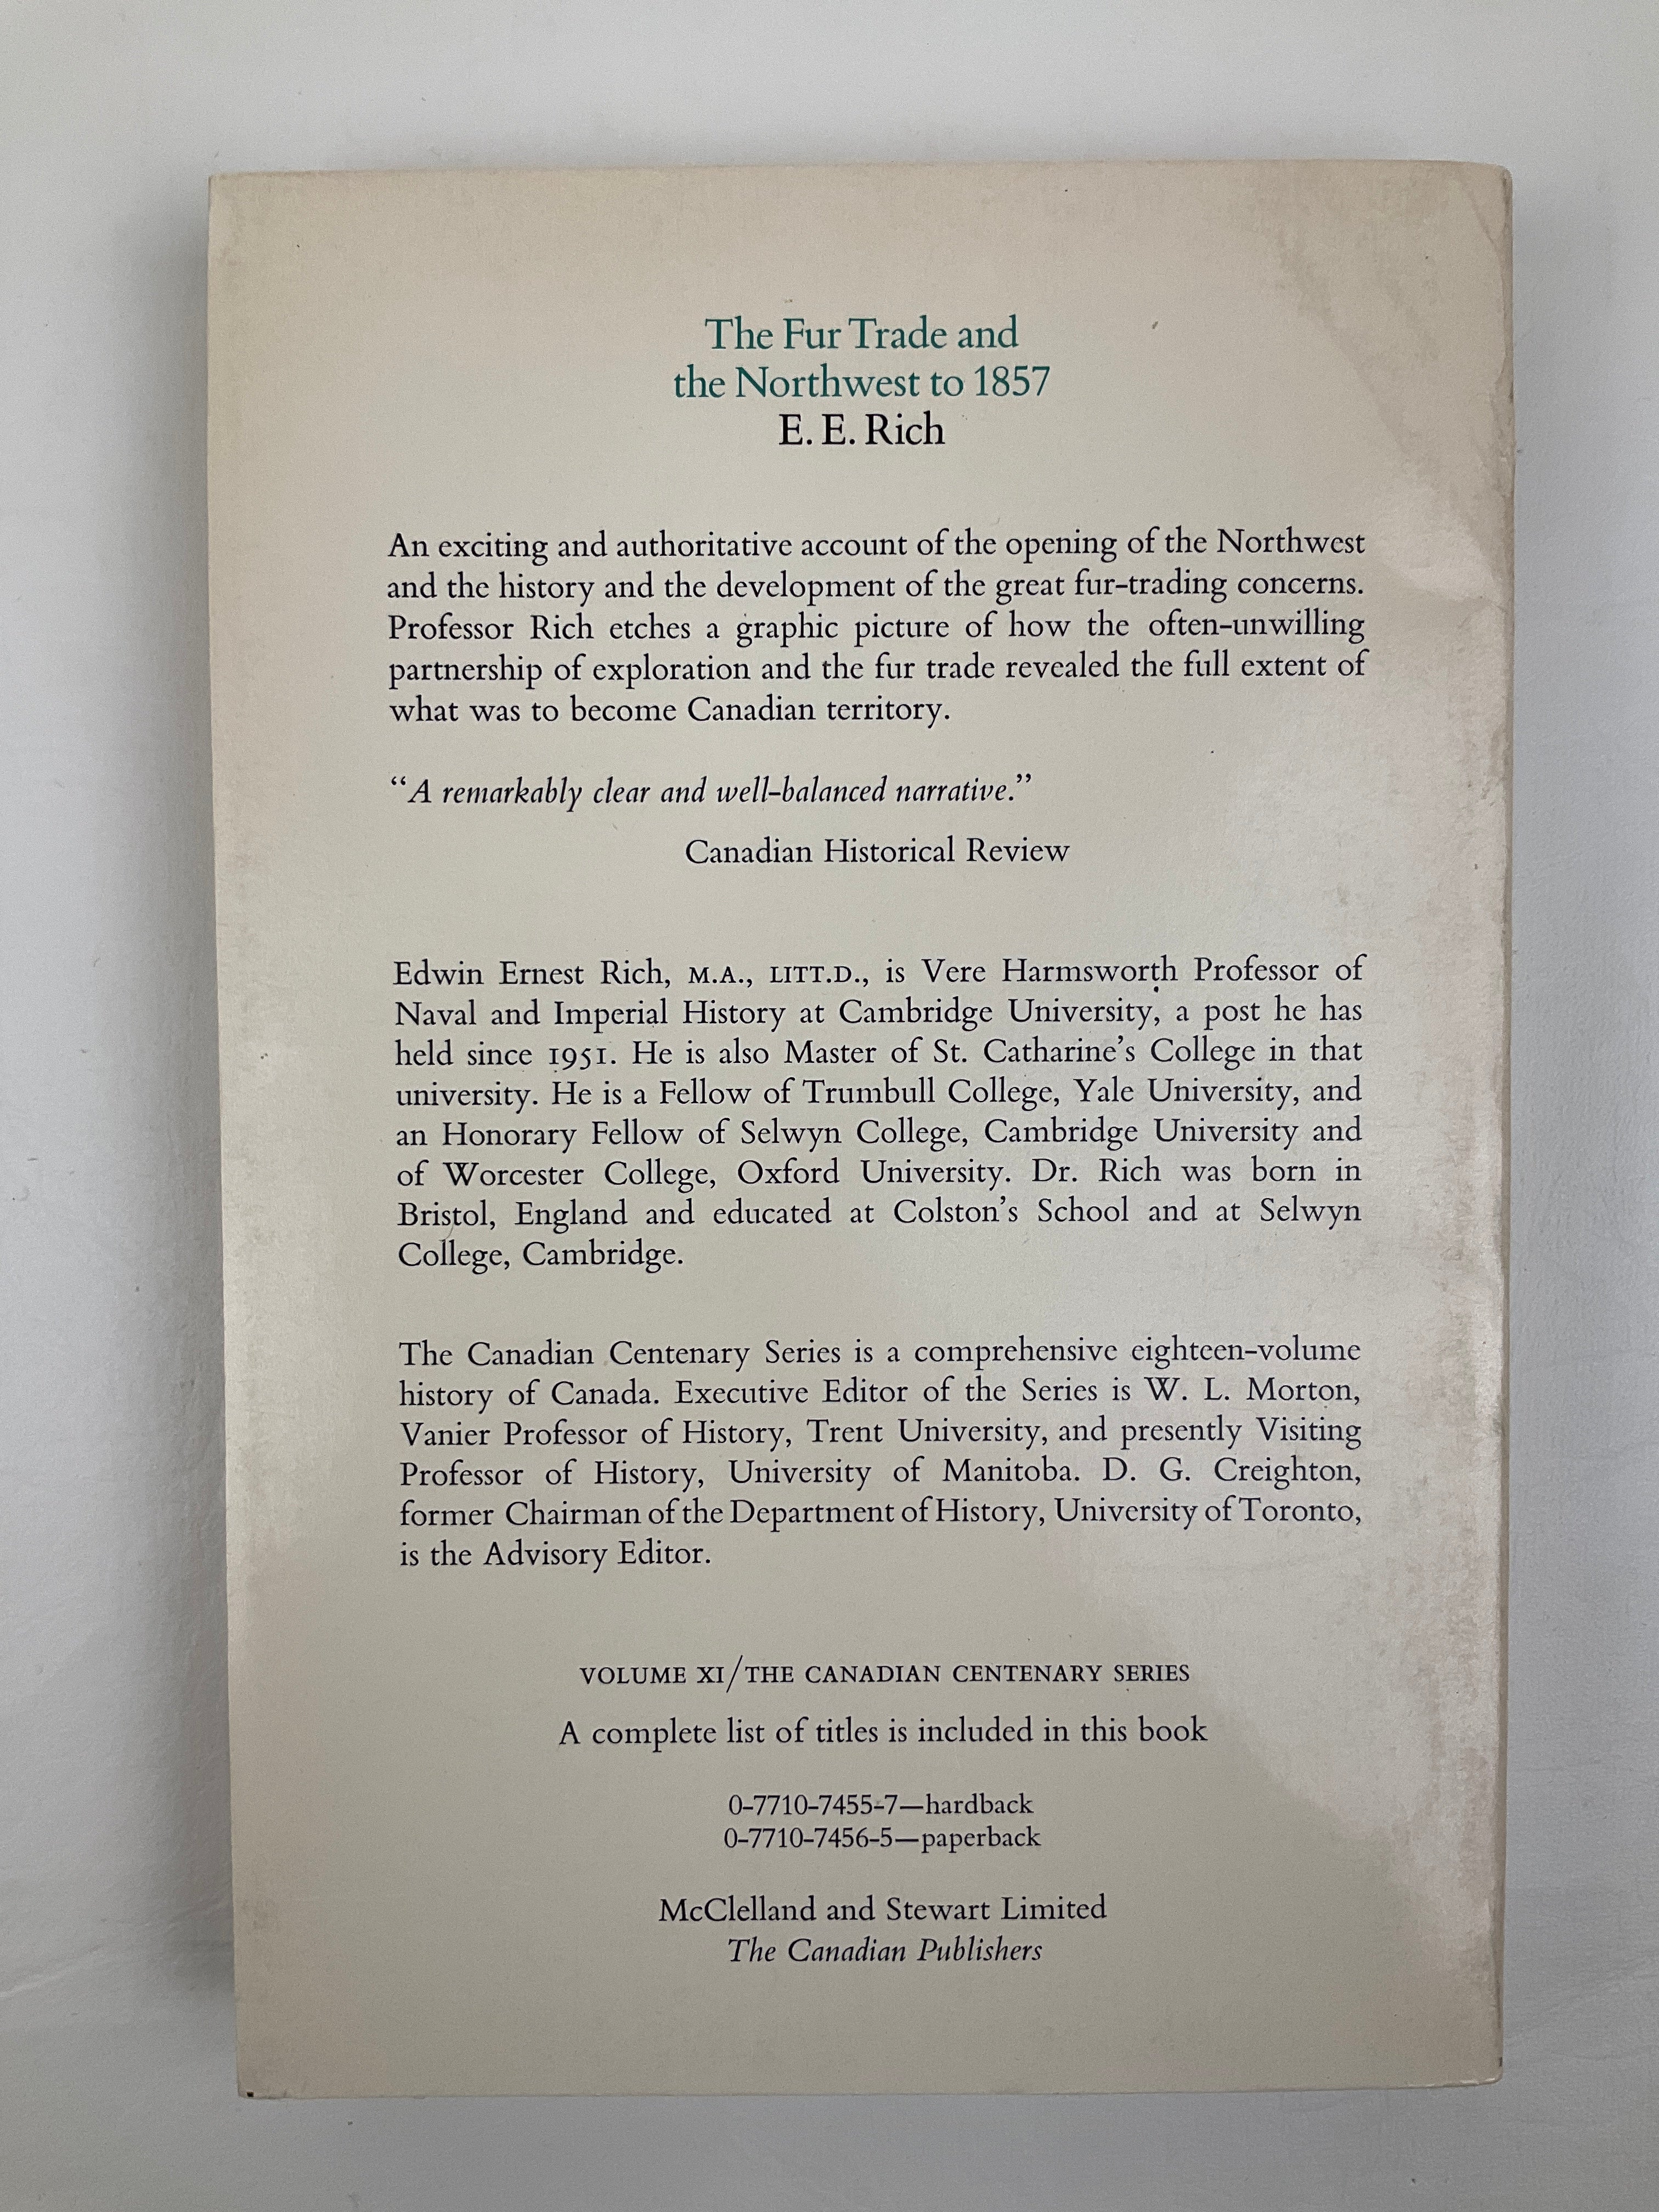 The Fur Trade and
the Northwest to 1857
E. E. Rich
An exciting and authoritative account of the opening of the Northwest
and the history and the development of the great fur-trading concerns.
Professor Rich etches a graphic picture of how the often-unwilling
partnership of exploration and the fur trade revealed the full extent of
what was to become Canadian territory.
“A remarkably clear and well-balanced narrative.”
Canadian Historical Review
Edwin Ernest Rich, M.A., LITT.D., is Vere Harmsworth Professor of
Naval and Imperial History at Cambridge University, a post he has
held since 1951. He is also Master of St. Catharine’s College in that
university. He is a Fellow of Trumbull College, Yale University, and
an Honorary Fellow of Selwyn College, Cambridge University and
of Worcester College, Oxford University. Dr. Rich was born in
Bristol, England and educated at Colston’s School and at Selwyn
College, Cambridge.
The Canadian Centenary Series is a comprehensive eighteen-volume
history of Canada. Executive Editor of the Series is W. L. Morton,
Vanier Professor of History, Trent University, and presently Visiting
Professor of History, University of Manitoba. D. G. Creighton,
former Chairman of the Department of History, University of Toronto,
is the Advisory Editor.
VOLUME XI/THE CANADIAN CENTENARY SERIES
A complete list of titles is included in this book
0-7710-7455-7—hardback
0-7710-7456-5—paperback
McClelland and Stewart Limited
The Canadian Publishers